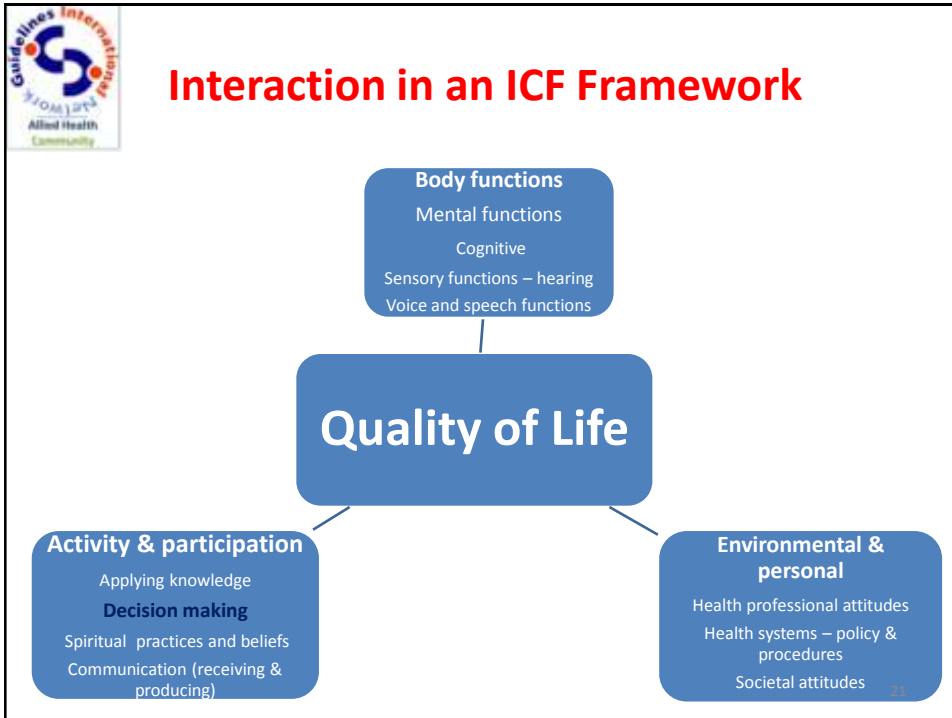 Guidelines International
Network
Allied Health
Community
Interaction in an ICF Framework
Body functions
Mental functions
Cognitive
Sensory functions – hearing
Voice and speech functions
Quality of Life
Activity & participation
Applying knowledge
Decision making
Spiritual practices and beliefs
Communication (receiving &
producing)
Environmental &
personal
Health professional attitudes
Health systems – policy &
procedures
Societal attitudes
21